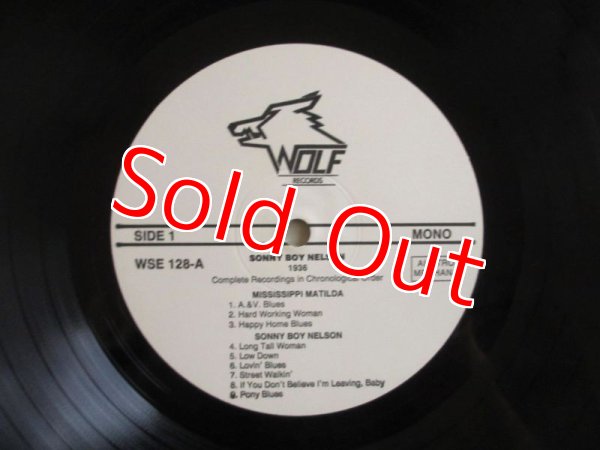 WOLF
RECORDS
Sold Out
SIDE 1 MONO
WSE 128-A
SONNY BOY NELSON
1936
Complete Recordings in Chronological Order
MISSISSIPPI MATILDA
1. A.&V. Blues
2. Hard Working Woman
3. Happy Home Blues
SONNY BOY NELSON
4. Long Tall Woman
5. Low Down
6. Lovin' Blues
7. Street Walkin'
8. If You Don't Believe I'm Leaving, Baby
9. Pony Blues